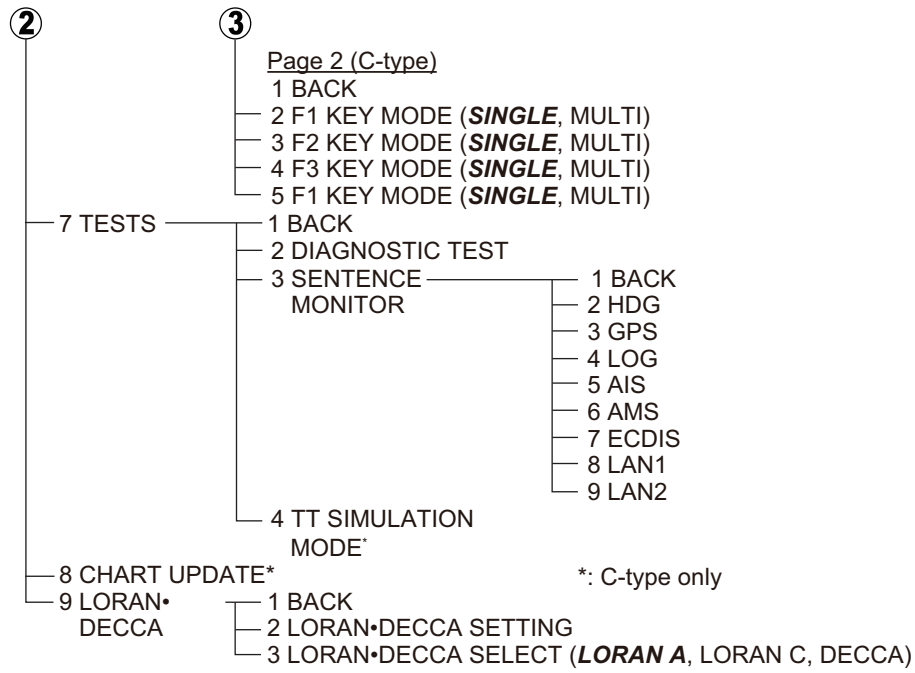 2 3
Page 2 (C-type)
1 BACK
2 F1 KEY MODE (SINGLE, MULTI)
3 F2 KEY MODE (SINGLE, MULTI)
4 F3 KEY MODE (SINGLE, MULTI)
5 F1 KEY MODE (SINGLE, MULTI)
7 TESTS
1 BACK
2 DIAGNOSTIC TEST
3 SENTENCE
MONITOR
1 BACK
2 HDG
3 GPS
4 LOG
5 AIS
6 AMS
7 ECDIS
8 LAN1
9 LAN2
4 TT SIMULATION
MODE*
8 CHART UPDATE*
*: C-type only
9 LORAN•
DECCA
1 BACK
2 LORAN•DECCA SETTING
3 LORAN•DECCA SELECT (LORAN A, LORAN C, DECCA)